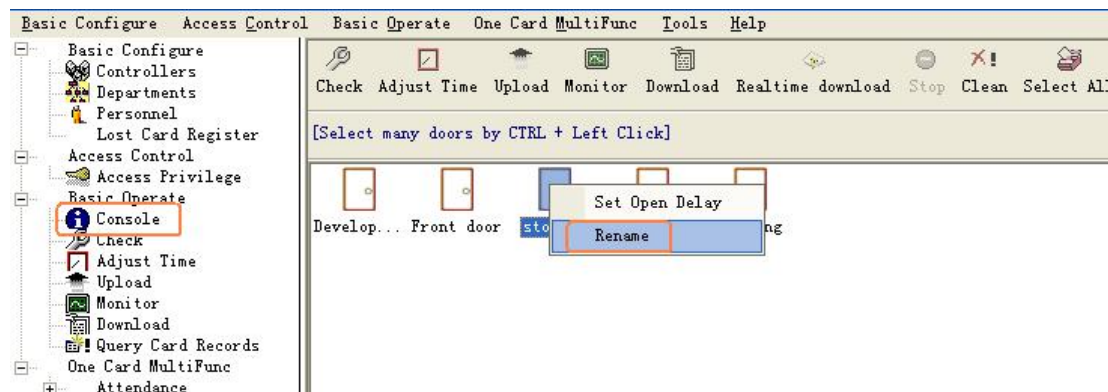 Basic Configure Access Control Basic Operate One Card MultiFunc Tools Help
Basic Configure
Controllers
Departments
Personnel
Lost Card Register
Access Control
Access Privilege
Basic Operate
Console
Check
Adjust Time
Upload
Monitor
Download
Query Card Records
One Card MultiFunc
Attendance
Check Adjust Time Upload Monitor Download Realtime download Stop Clean Select All
[Select many doors by CTRL + Left Click]
Develop... Front door sto ng
Set Open Delay
Rename